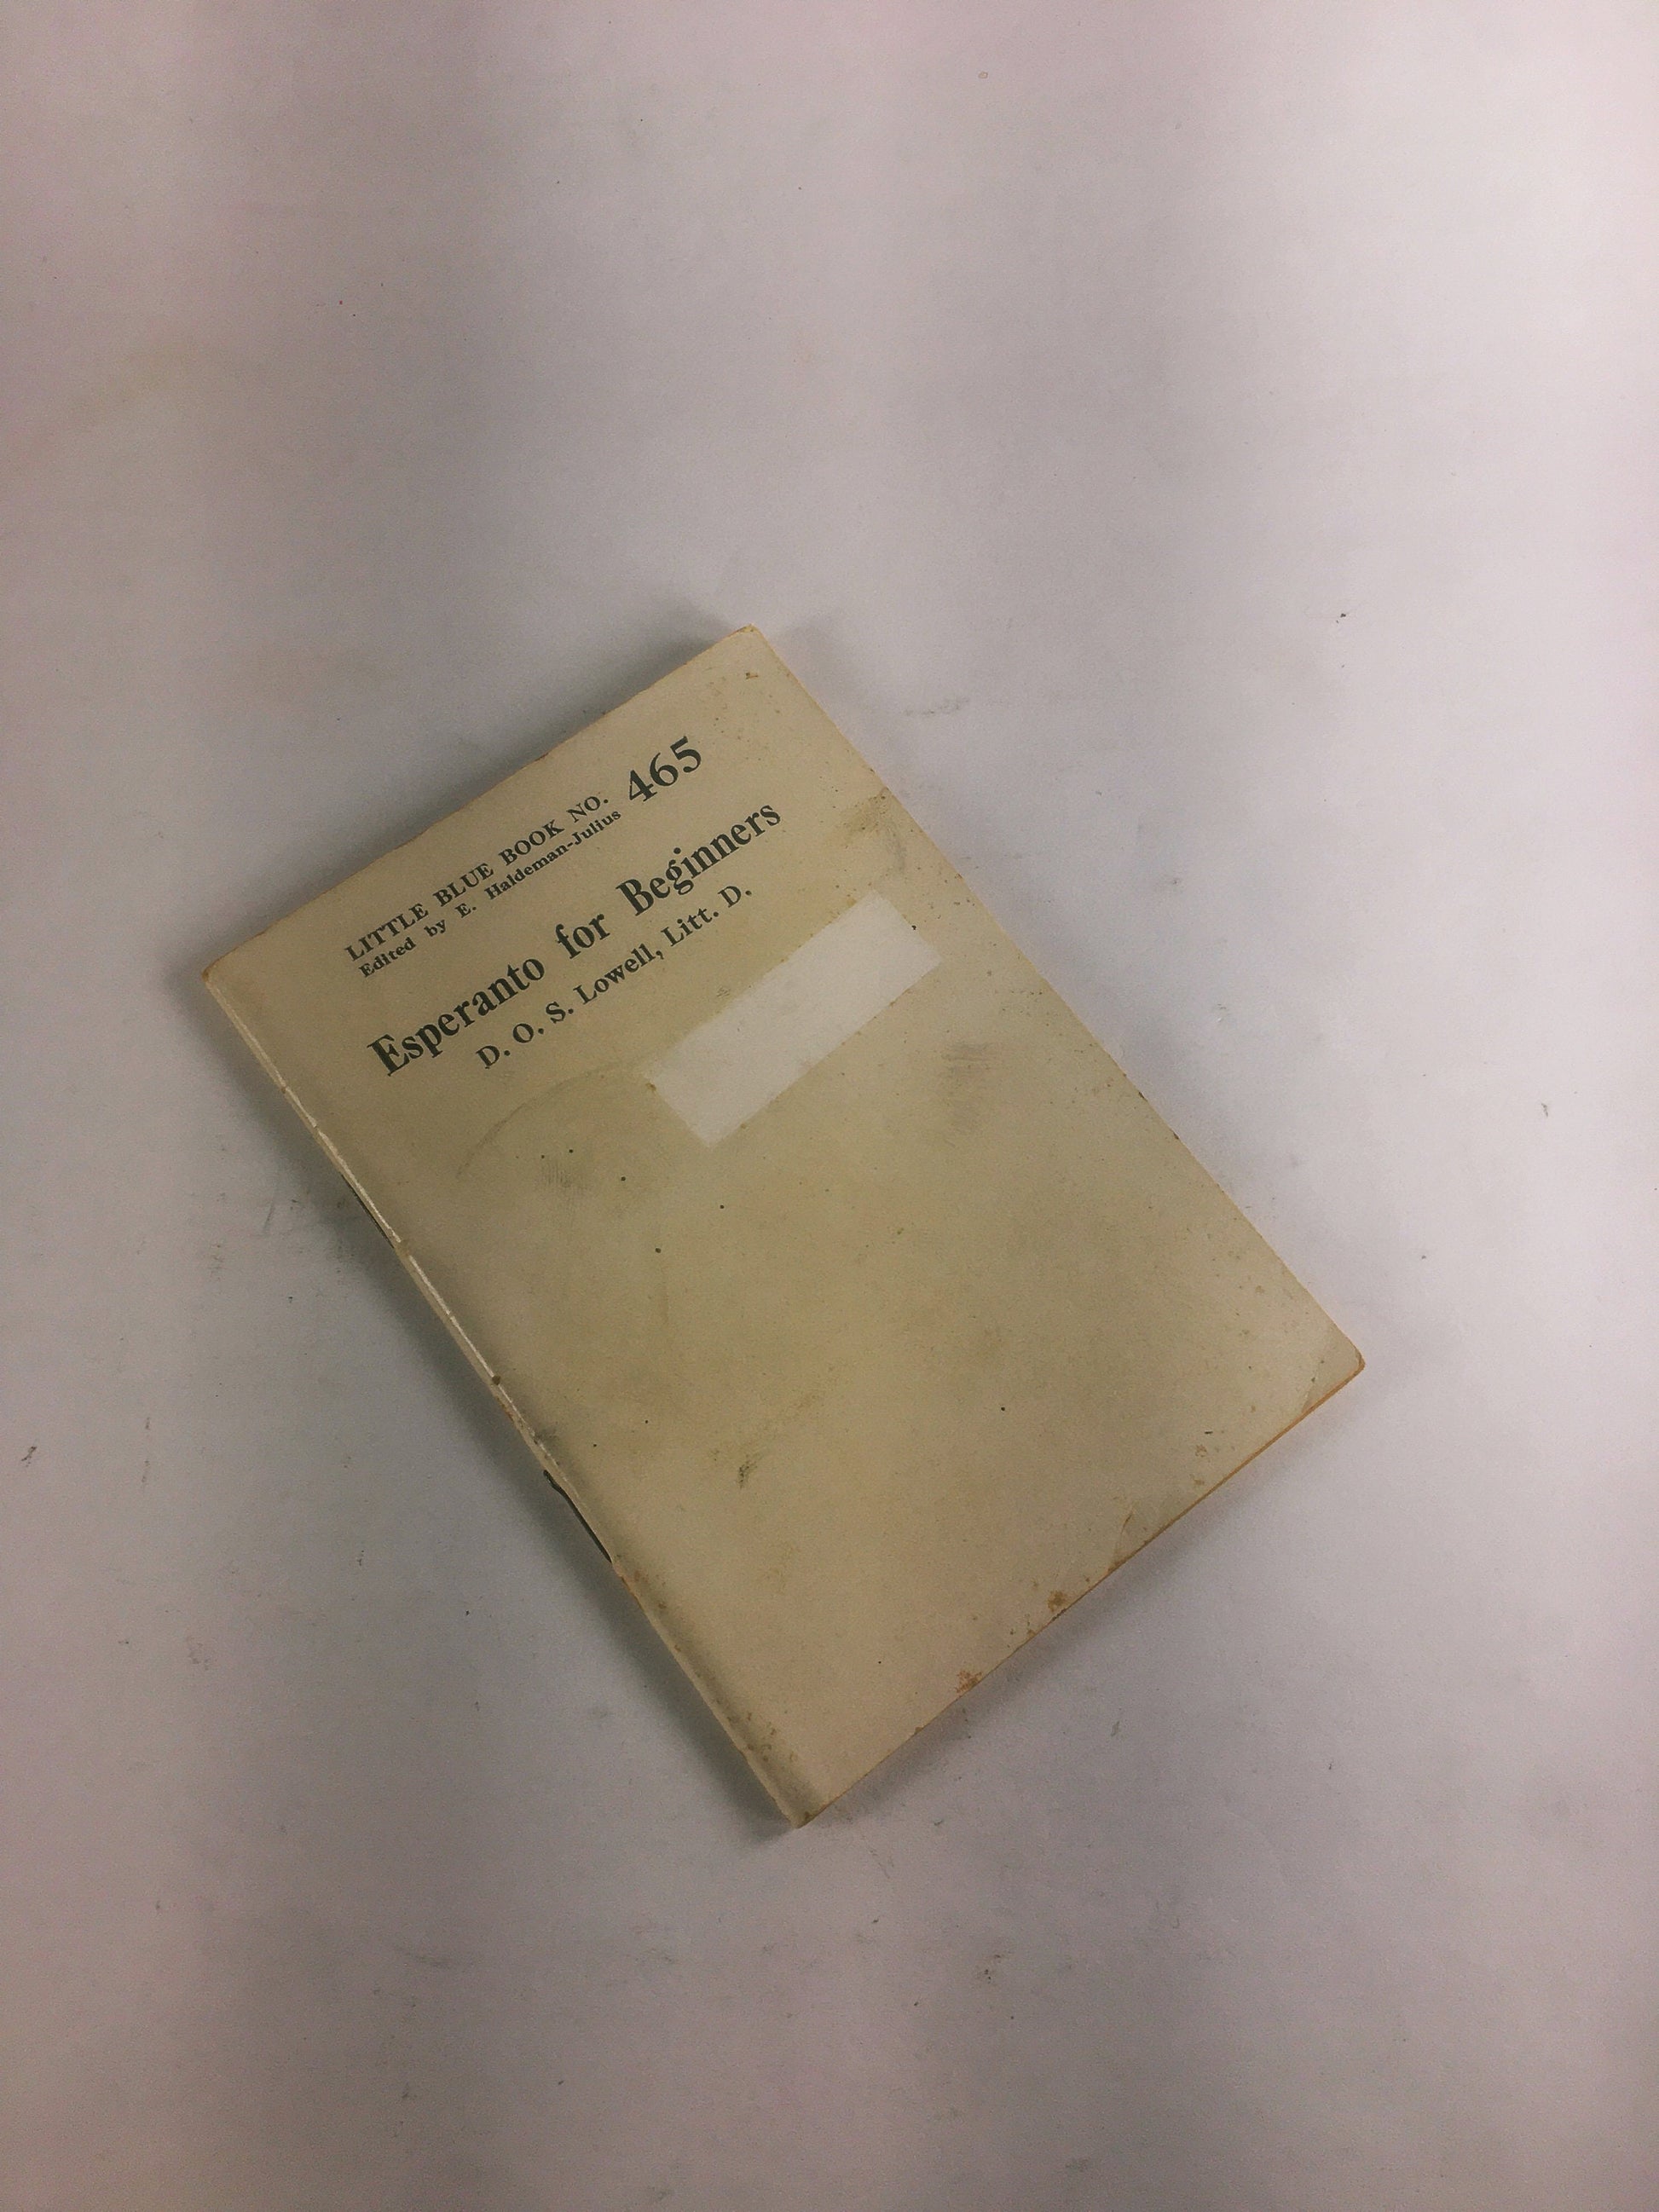 LITTLE BLUE BOOK NO. 465
Edited by E. Haldeman-Julius
Esperanto for Beginners
D. O. S. Lowell, Litt. D.